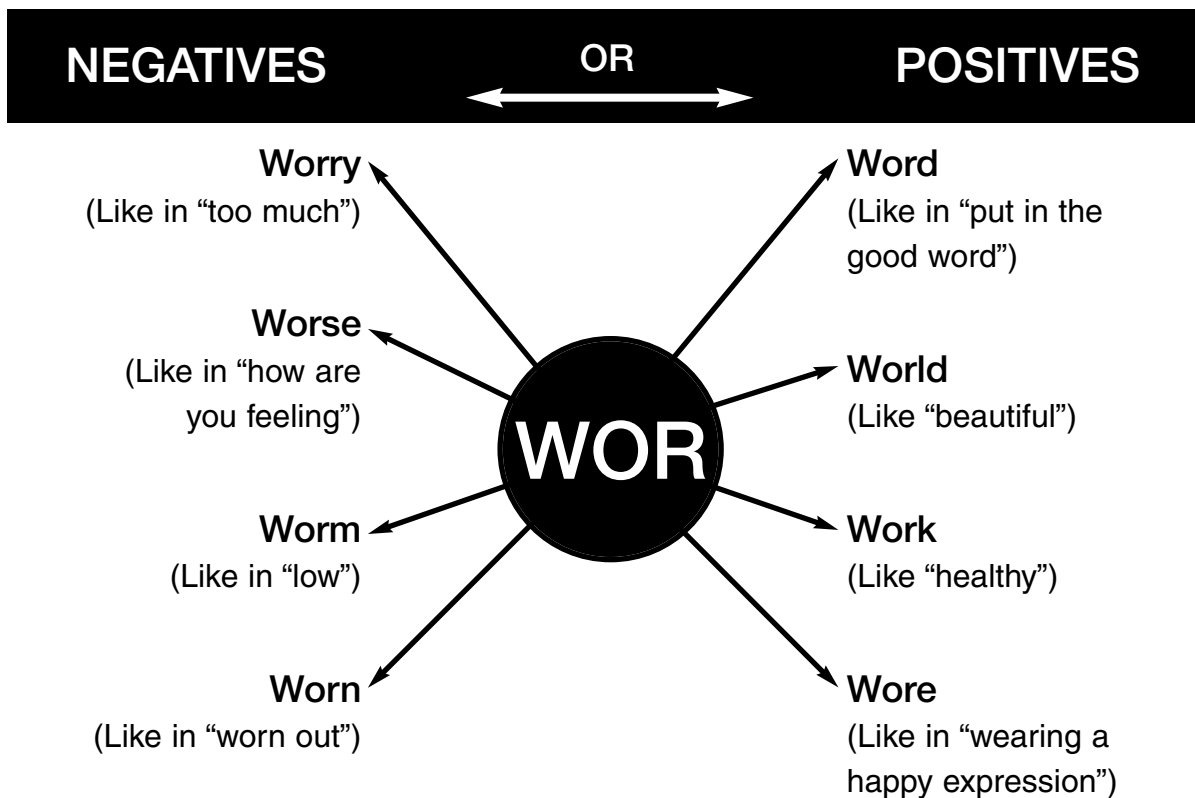 NEGATIVES
OR
POSITIVES
Worry
(Like in “too much”)
Worse
(Like in “how are
you feeling”)
Worm
(Like in “low”)
Worn
(Like in “worn out”)
WOR
Word
(Like in “put in the
good word”)
World
(Like “beautiful”)
Work
(Like “healthy”)
Wore
(Like in “wearing a
happy expression”)